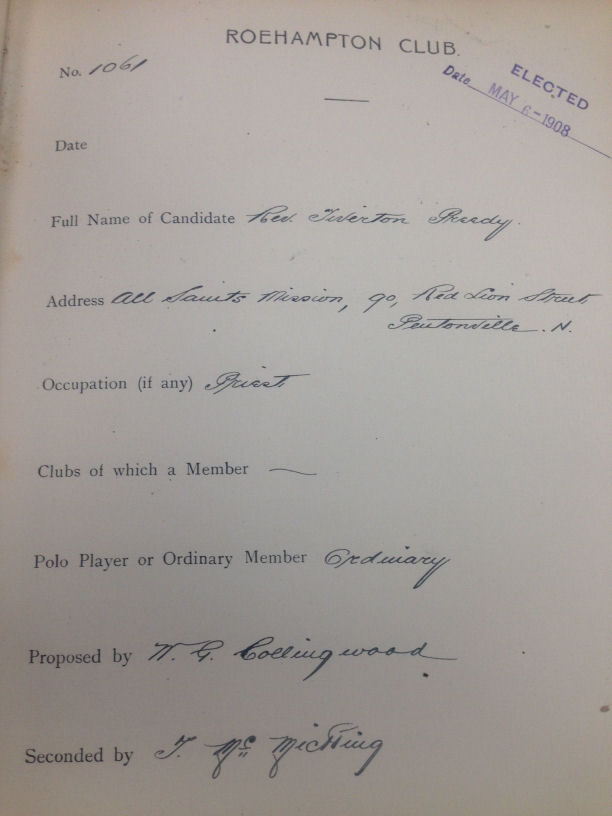 ROEHAMPTON CLUB.
No. 1061
ELECTED
Date MAY 6-1908
Date
Full Name of Candidate Rev. Tiverton Preedy.
Address All Saints Mission, 90, Red Lion Street
Pentonville. N.
Occupation (if any) Priest
Clubs of which a Member —
Polo Player or Ordinary Member Ordinary
Proposed by W. G. Collingwood
Seconded by T. Mc